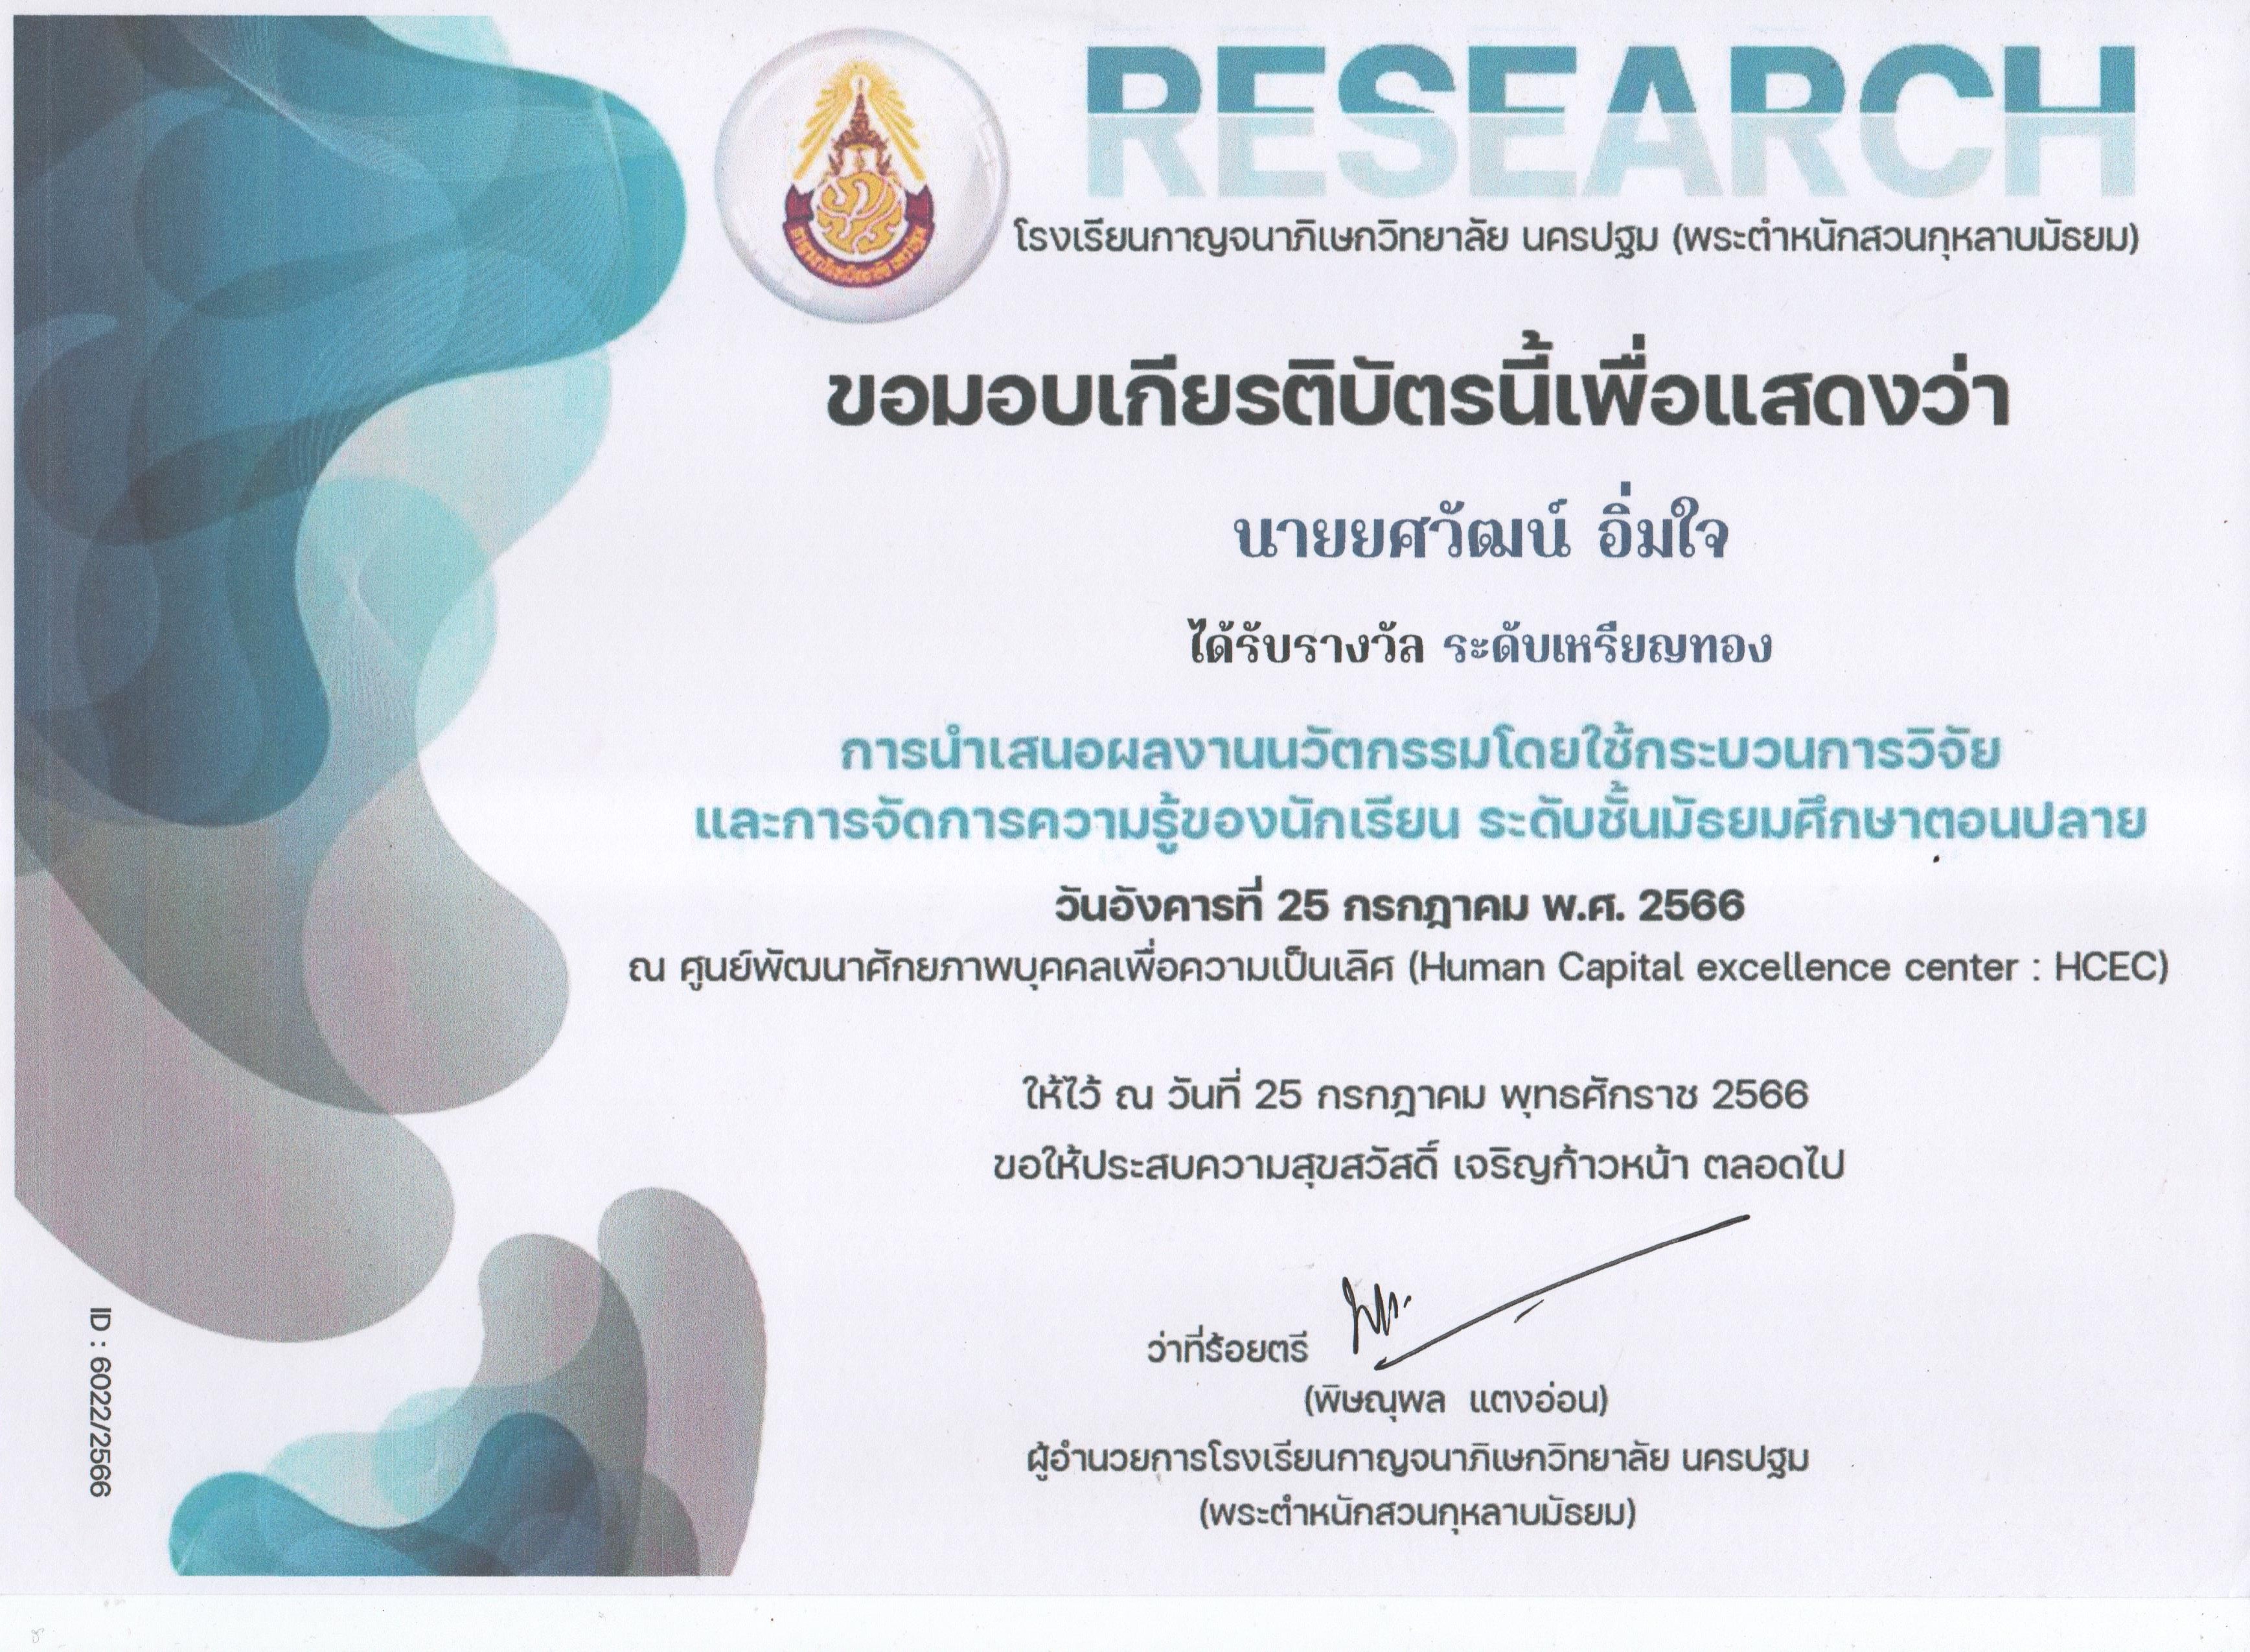 RESEARCH
โรงเรียนกาญจนาภิเษกวิทยาลัย นครปฐม (พระตำหนักสวนกุหลาบมัธยม)
ขอมอบเกียรติบัตรนี้เพื่อแสดงว่า
นายยศวัฒน์ อิ่มใจ
ได้รับรางวัล ระดับเหรียญทอง
การนำเสนอผลงานนวัตกรรมโดยใช้กระบวนการวิจัย
และการจัดการความรู้ของนักเรียน ระดับชั้นมัธยมศึกษาตอนปลาย
วันอังคารที่ 25 กรกฎาคม พ.ศ. 2566
ณ ศูนย์พัฒนาศักยภาพบุคคลเพื่อความเป็นเลิศ (Human Capital excellence center : HCEC)
ให้ไว้ ณ วันที่ 25 กรกฎาคม พุทธศักราช 2566
ขอให้ประสบความสุขสวัสดิ์ เจริญก้าวหน้า ตลอดไป
ว่าที่ร้อยตรี
(พิษณุพล แตงอ่อน)
ผู้อำนวยการโรงเรียนกาญจนาภิเษกวิทยาลัย นครปฐม
(พระตำหนักสวนกุหลาบมัธยม)
ID : 6022/2566